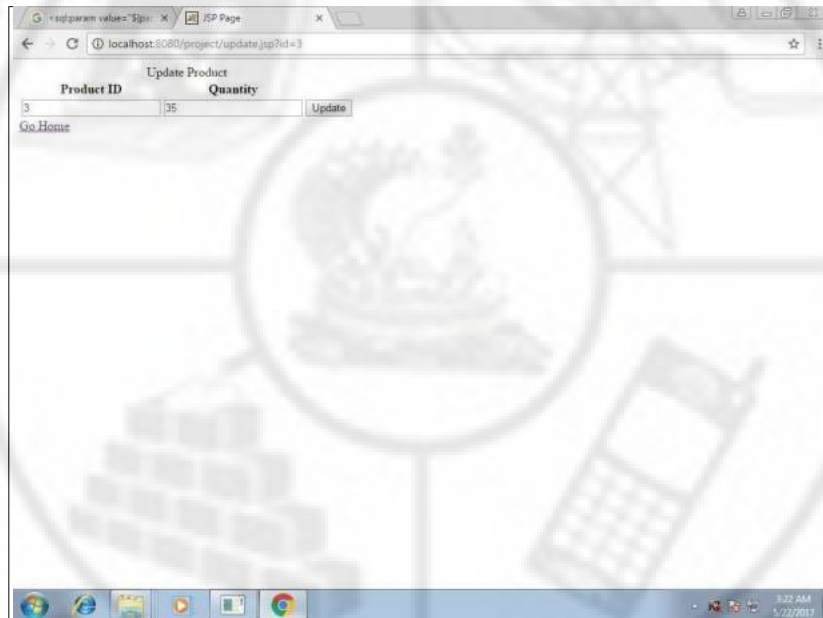 <sql:param value="${par
JSP Page
localhost:8080/project/update.jsp?id=3
Update Product
Product ID Quantity
3 35 Update
Go Home
3:22 AM
5/22/2017